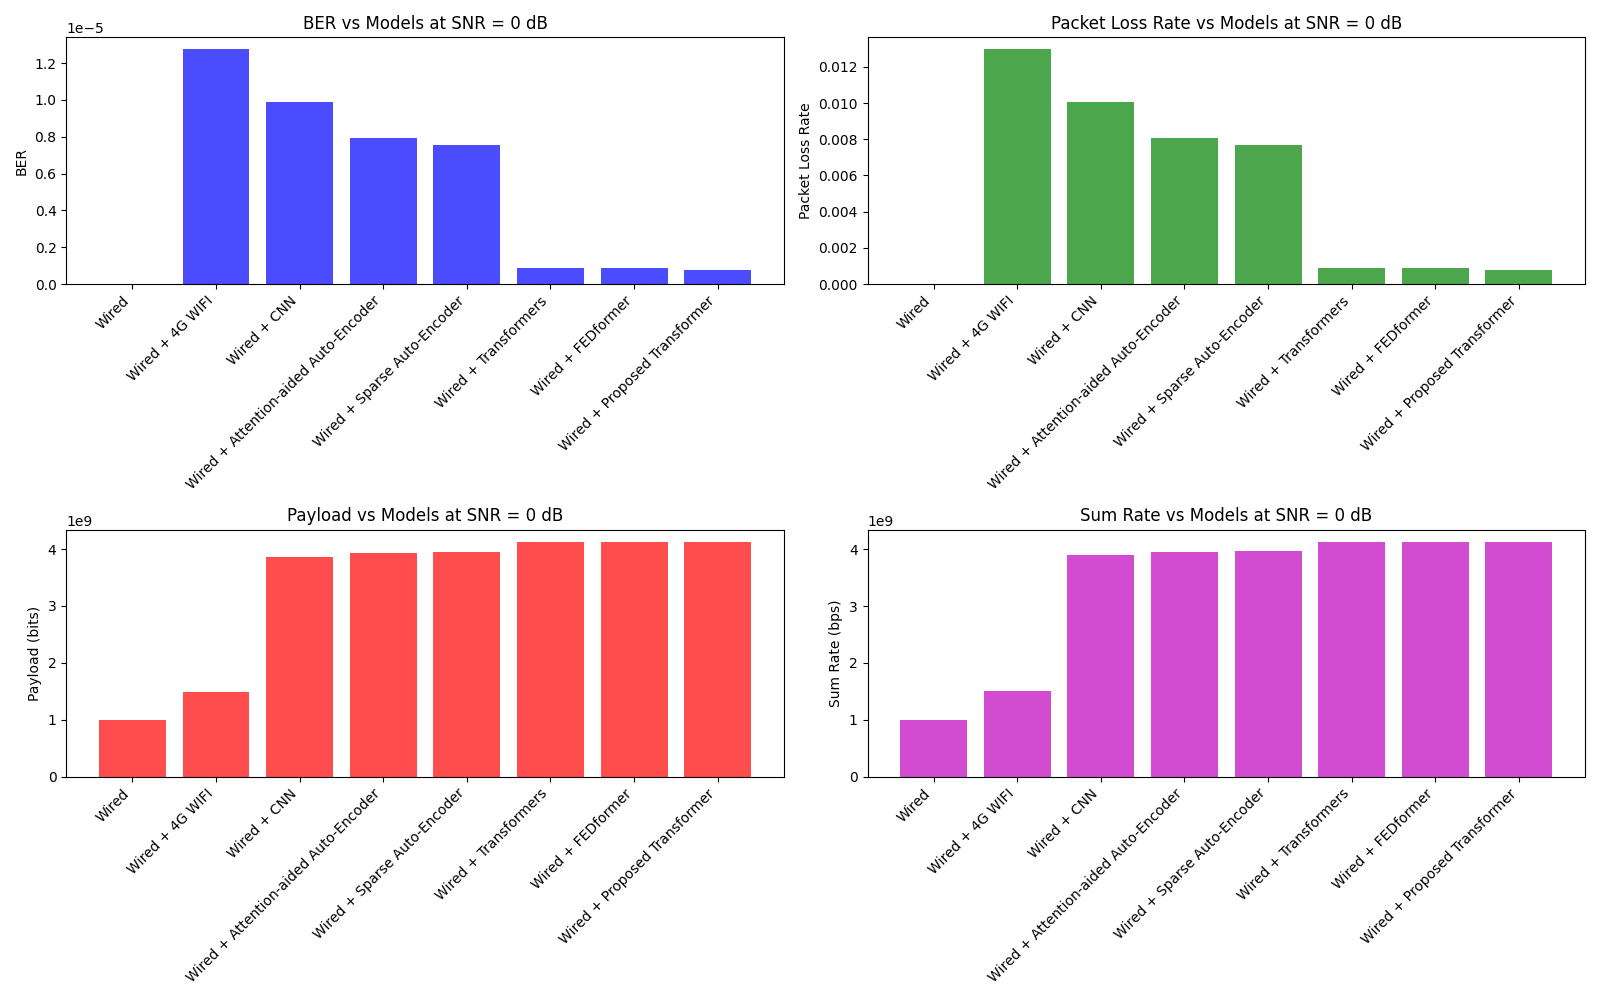 BER vs Models at SNR = 0 dB
1e−5
1.2
1.0
0.8
0.6
0.4
0.2
0.0
BER
Wired
Wired + 4G WIFI
Wired + CNN
Wired + Attention-aided Auto-Encoder
Wired + Sparse Auto-Encoder
Wired + Transformers
Wired + FEDformer
Wired + Proposed Transformer
Packet Loss Rate vs Models at SNR = 0 dB
0.012
0.010
0.008
0.006
0.004
0.002
0.000
Packet Loss Rate
Wired
Wired + 4G WIFI
Wired + CNN
Wired + Attention-aided Auto-Encoder
Wired + Sparse Auto-Encoder
Wired + Transformers
Wired + FEDformer
Wired + Proposed Transformer
Payload vs Models at SNR = 0 dB
1e9
4
3
2
1
0
Payload (bits)
Wired
Wired + 4G WIFI
Wired + CNN
Wired + Attention-aided Auto-Encoder
Wired + Sparse Auto-Encoder
Wired + Transformers
Wired + FEDformer
Wired + Proposed Transformer
Sum Rate vs Models at SNR = 0 dB
1e9
4
3
2
1
0
Sum Rate (bps)
Wired
Wired + 4G WIFI
Wired + CNN
Wired + Attention-aided Auto-Encoder
Wired + Sparse Auto-Encoder
Wired + Transformers
Wired + FEDformer
Wired + Proposed Transformer